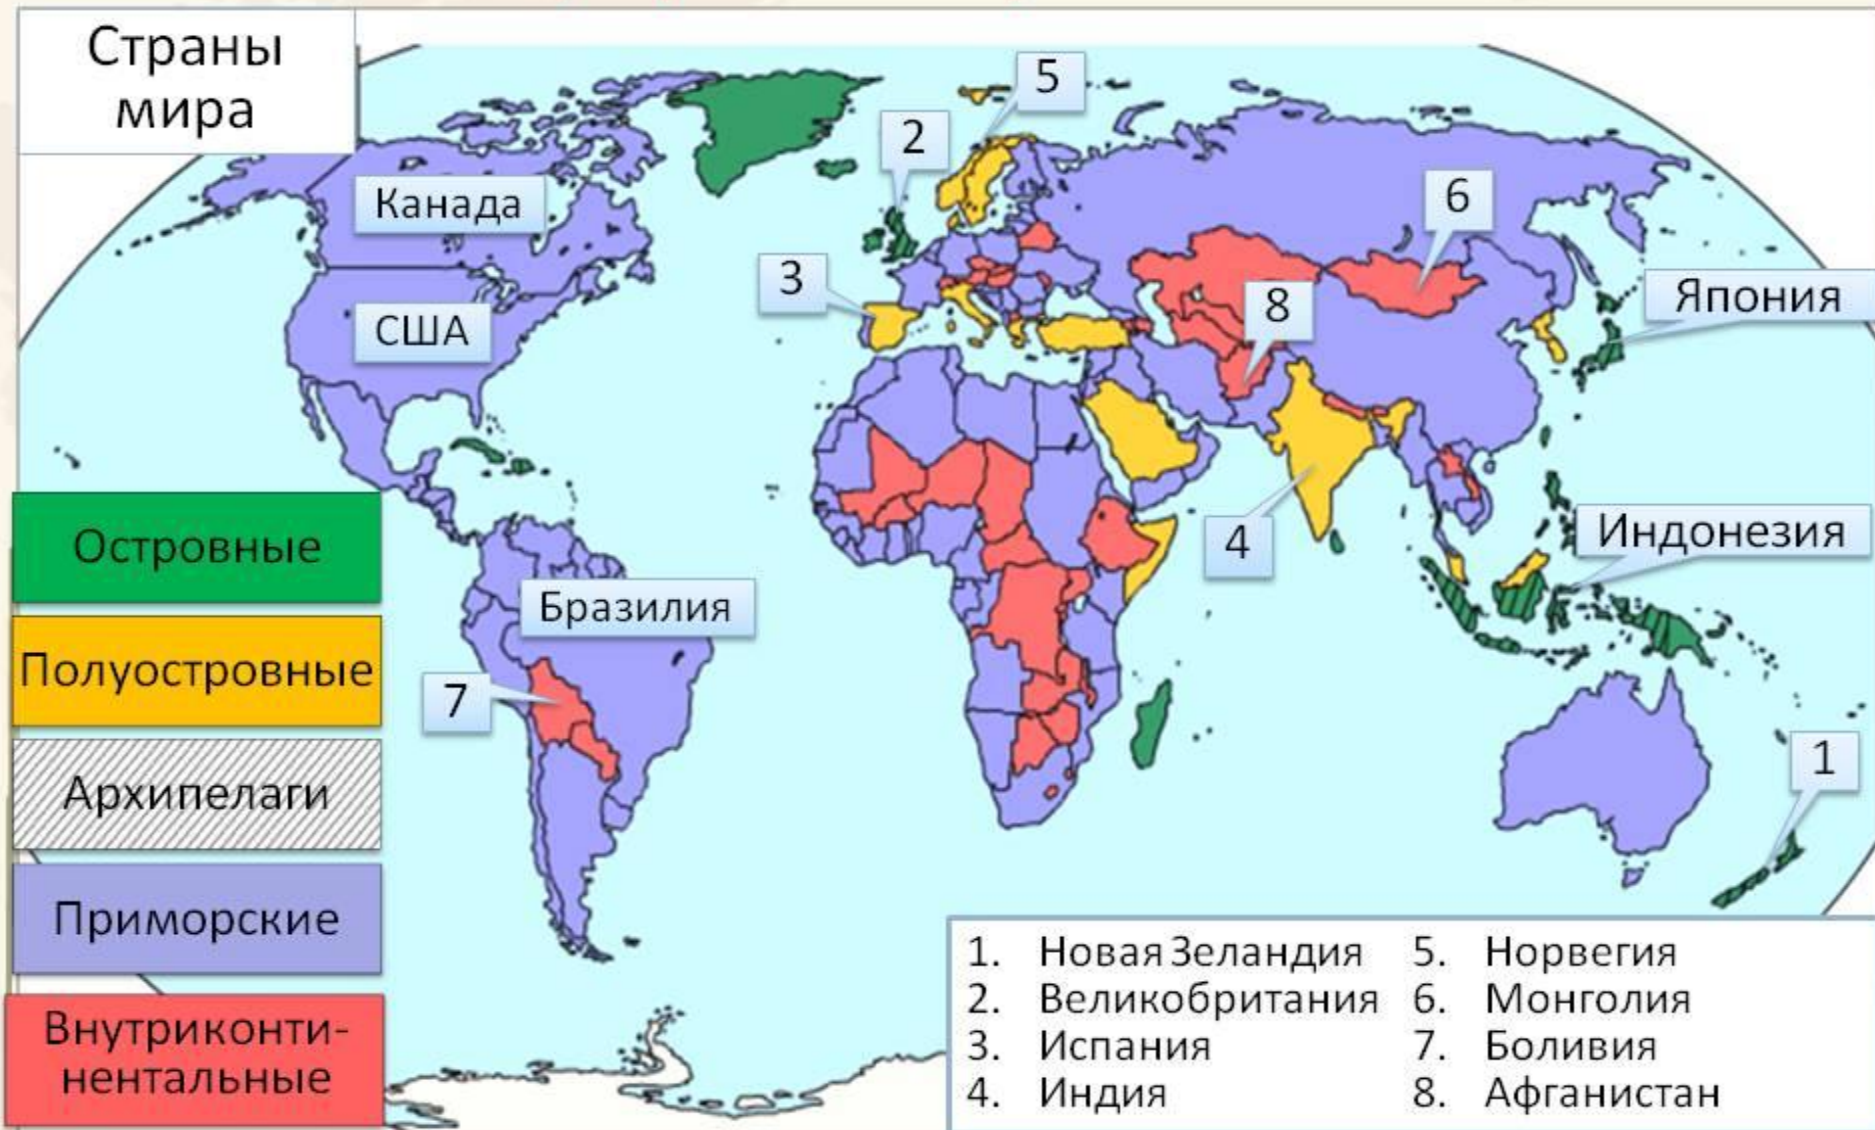 Страны
мира
5
2
Канада
6
3
США
8
Япония
Островные
4
Индонезия
Бразилия
Полуостровные
7
1
Архипелаги
Приморские
Внутриконти-
нентальные
1. Новая Зеландия
2. Великобритания
3. Испания
4. Индия
5. Норвегия
6. Монголия
7. Боливия
8. Афганистан